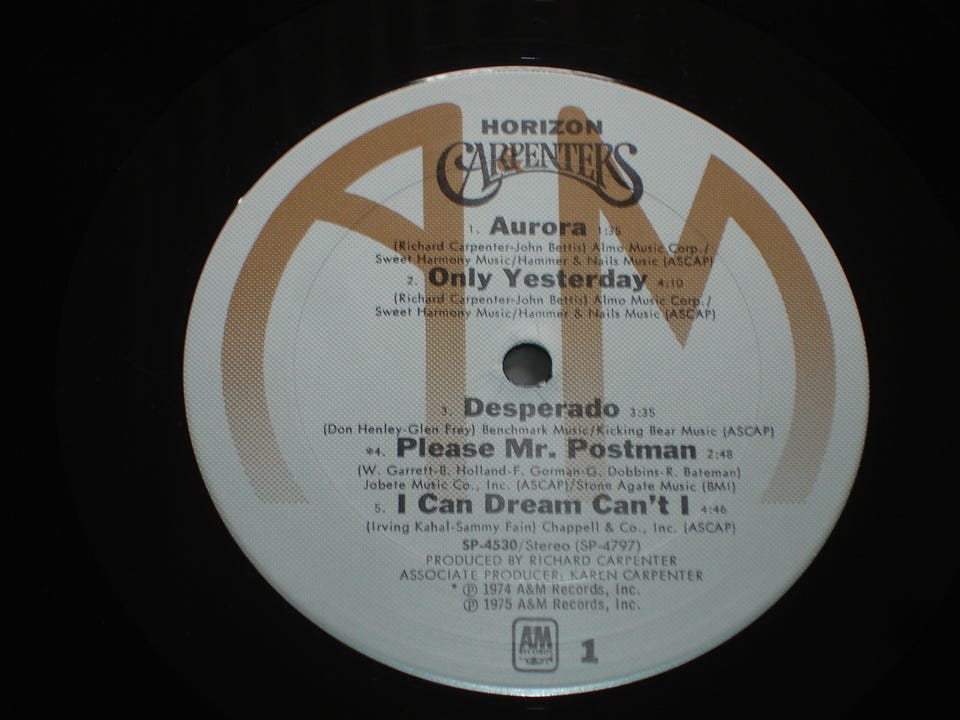 HORIZON
CARPENTERS
1. Aurora 1:35
(Richard Carpenter-John Bettis) Almo Music Corp./
Sweet Harmony Music/Hammer & Nails Music (ASCAP)
2. Only Yesterday 4:10
(Richard Carpenter-John Bettis) Almo Music Corp./
Sweet Harmony Music/Hammer & Nails Music (ASCAP)
3. Desperado 3:35
(Don Henley-Glen Frey) Benchmark Music/Kicking Bear Music (ASCAP)
*4. Please Mr. Postman 2:48
(W. Garrett-B. Holland-F. Gorman-G. Dobbins-R. Bateman)
Jobete Music Co., Inc. (ASCAP)/Stone Agate Music (BMI)
5. I Can Dream Can't I 4:46
(Irving Kahal-Sammy Fain) Chappell & Co., Inc. (ASCAP)
SP-4530/Stereo (SP-4797)
PRODUCED BY RICHARD CARPENTER
ASSOCIATE PRODUCER: KAREN CARPENTER
* ℗ 1974 A&M Records, Inc.
℗ 1975 A&M Records, Inc.
AM
RECORDS
1